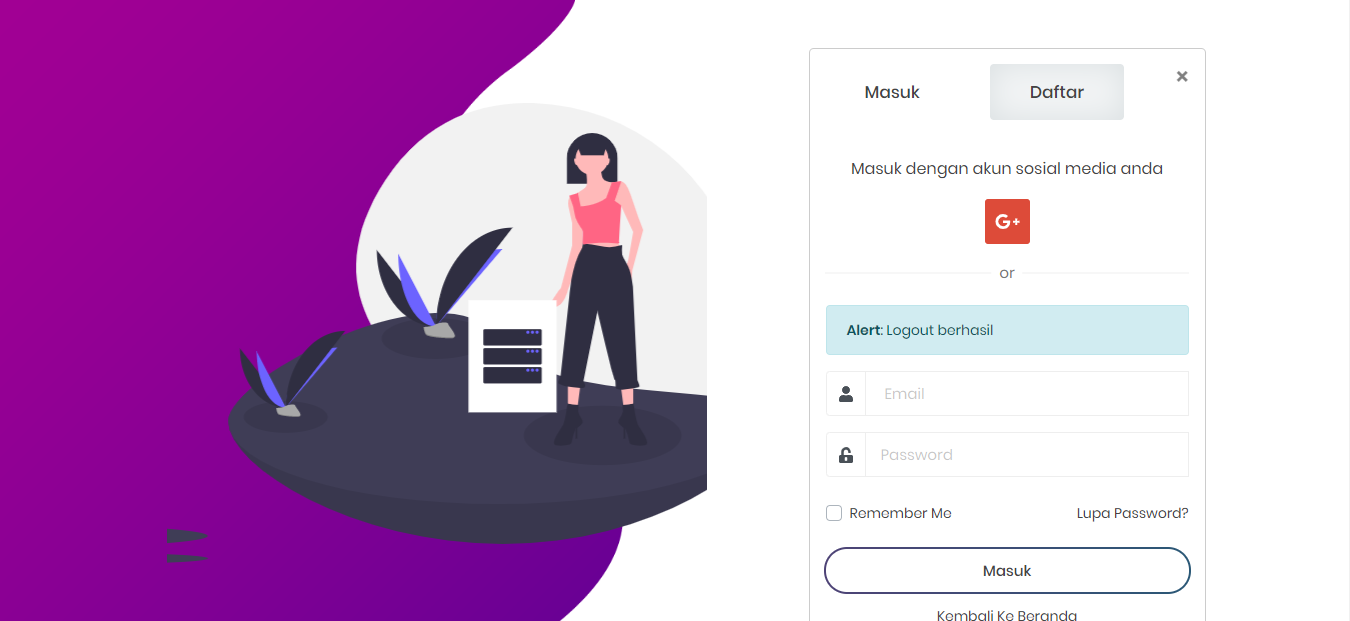 Masuk
Daftar
×
Masuk dengan akun sosial media anda
G+
or
Alert: Logout berhasil
Email
Password
Remember Me
Lupa Password?
Masuk
Kembali Ke Beranda